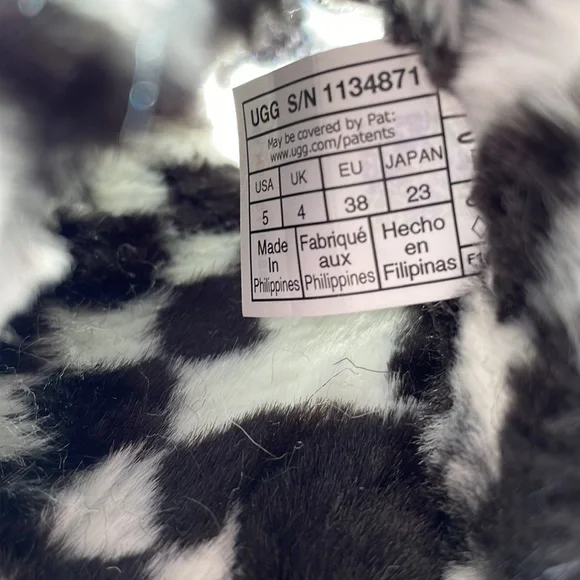 UGG S/N 1134871
May be covered by Pat:
www.ugg.com/patents
USA UK EU JAPAN
5 4 38 23
Made In Philippines
Fabriqué aux Philippines
Hecho en Filipinas